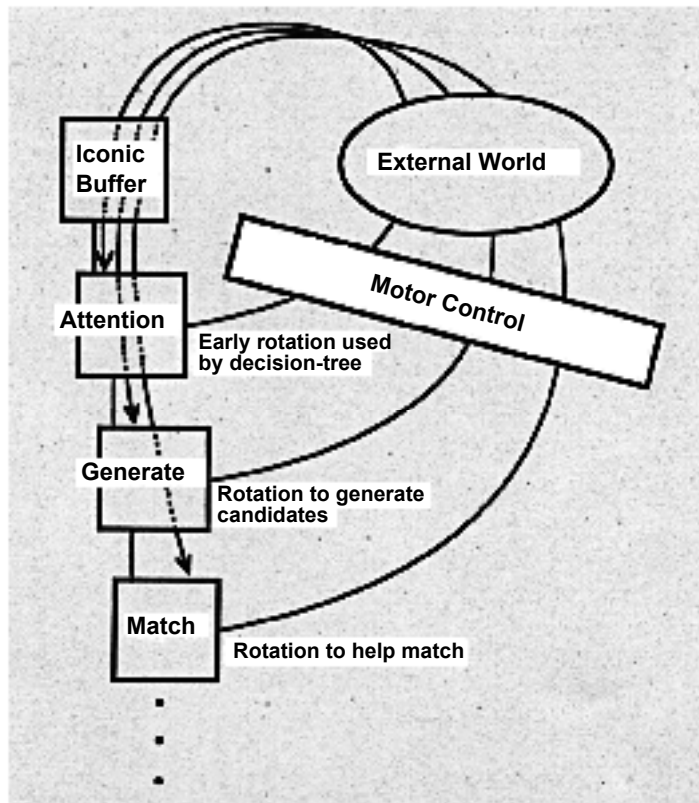 Iconic
Buffer
External World
Motor Control
Attention
Early rotation used
by decision-tree
Generate
Rotation to generate
candidates
Match
Rotation to help match